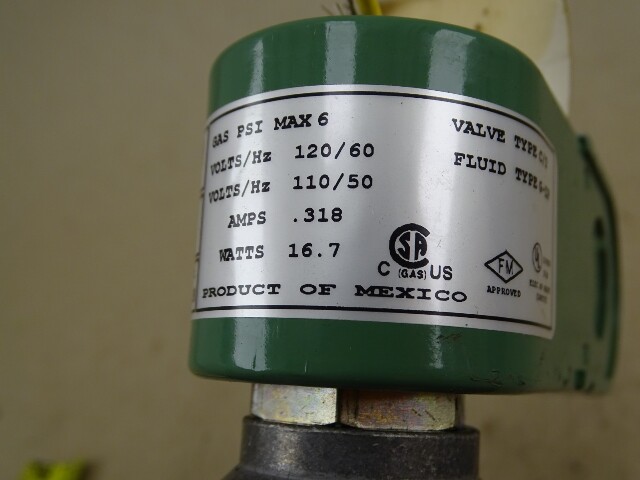 GAS PSI MAX 6
VOLTS/Hz 120/60
VOLTS/Hz 110/50
AMPS .318
WATTS 16.7
PRODUCT OF MEXICO
VALVE TYPE
FLUID TYPE
SA
C (GAS) US
FM
APPROVED